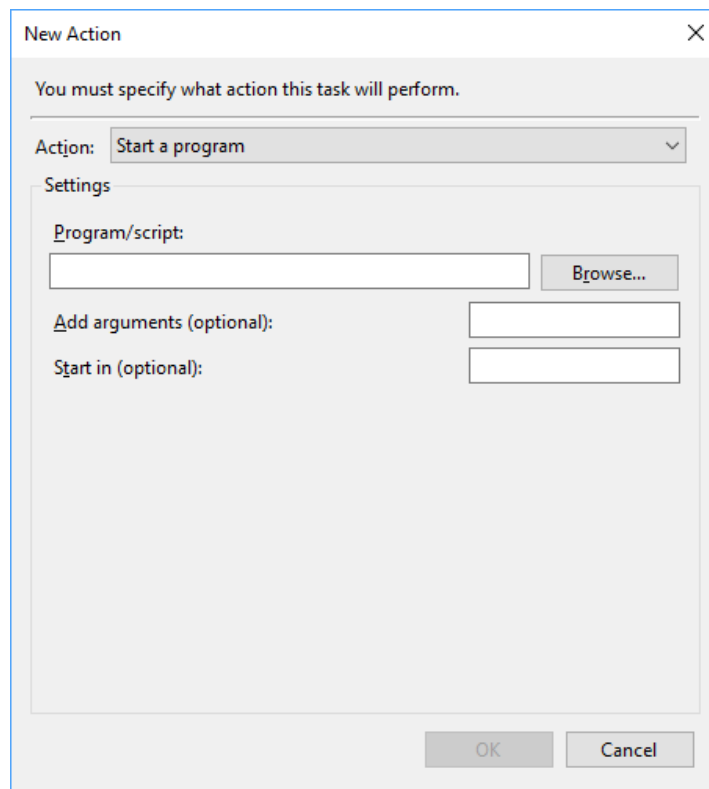 New Action
You must specify what action this task will perform.
Action: Start a program
Settings
Program/script:
Browse...
Add arguments (optional):
Start in (optional):
OK Cancel